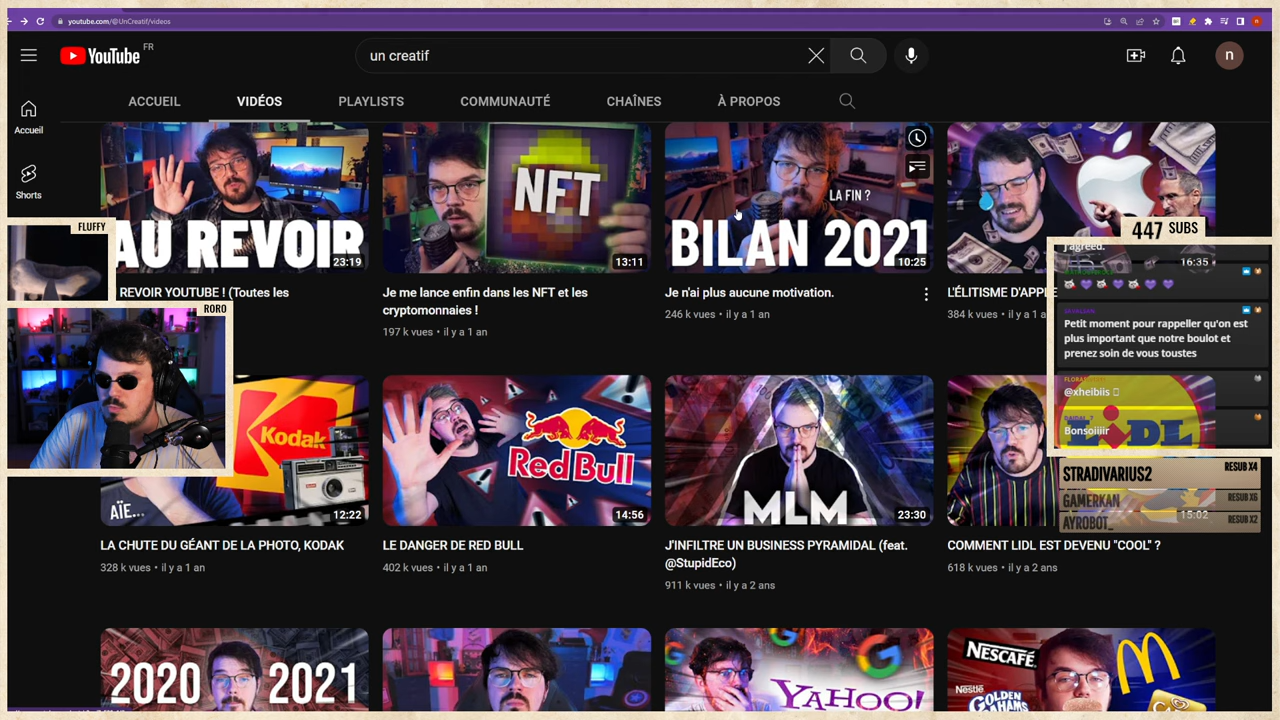 youtube.com/@UnCreatif/videos
YouTube FR
un creatif
n
ACCUEIL VIDÉOS PLAYLISTS COMMUNAUTÉ CHAÎNES À PROPOS
Accueil
Shorts
AU REVOIR
23:19
NFT
13:11
LA FIN ?
BILAN 2021
10:25
16:35
FLUFFY
RORO
447 SUBS
REVOIR YOUTUBE ! (Toutes les
Je me lance enfin dans les NFT et les
cryptomonnaies !
197 k vues • il y a 1 an
Je n'ai plus aucune motivation.
246 k vues • il y a 1 an
L'ÉLITISME D'APPLE
384 k vues • il y a 1 a
j'agreed.
Petit moment pour rappeller qu'on est
plus important que notre boulot et
prenez soin de vous toustes
@xheibiis
Bonsoiiir
STRADIVARIUS2 RESUB X4
GAMERKAN RESUB X6
AYROBOT_ RESUB X2
Kodak
AÏE...
12:22
Red Bull
14:56
MLM
23:30
LIDL
15:02
LA CHUTE DU GÉANT DE LA PHOTO, KODAK
328 k vues • il y a 1 an
LE DANGER DE RED BULL
402 k vues • il y a 1 an
J'INFILTRE UN BUSINESS PYRAMIDAL (feat.
@StupidEco)
911 k vues • il y a 2 ans
COMMENT LIDL EST DEVENU "COOL" ?
618 k vues • il y a 2 ans
2020 2021
YAHOO!
NESCAFÉ
Nestlé
GOLDEN
GRAHAMS